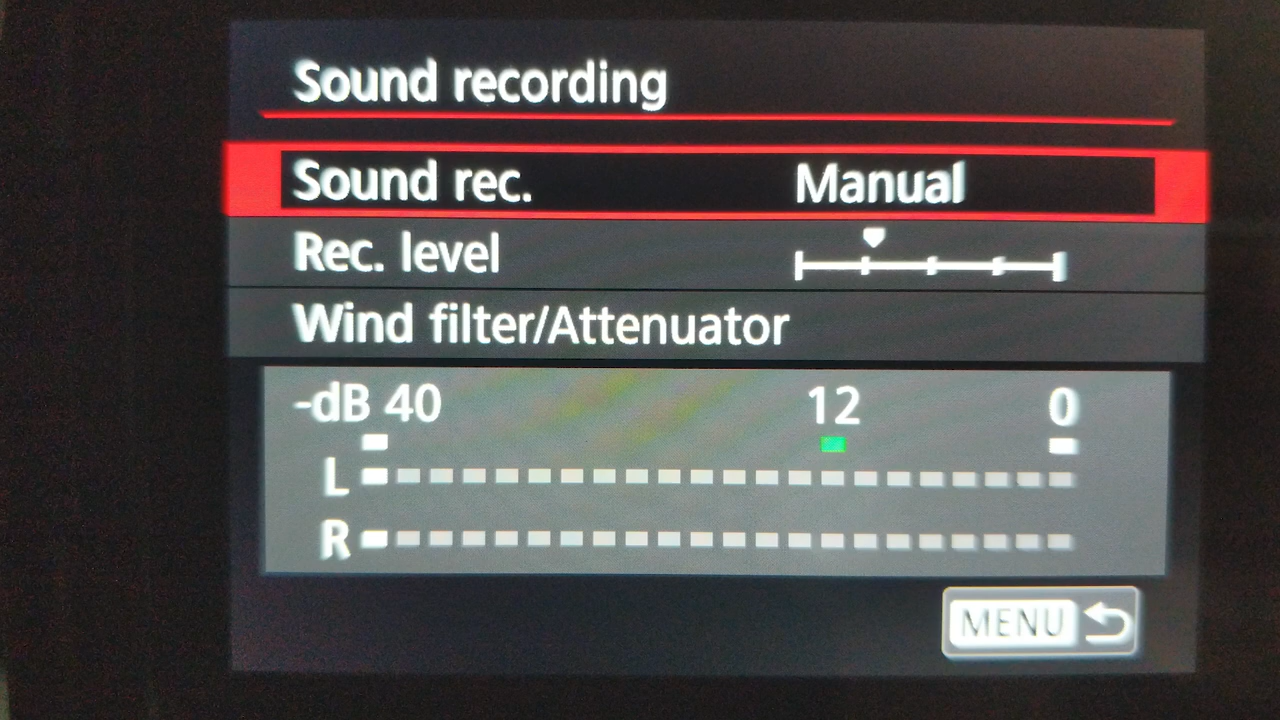 Sound recording
Sound rec. Manual
Rec. level
Wind filter/Attenuator
-dB 40 12 0
L
R
MENU